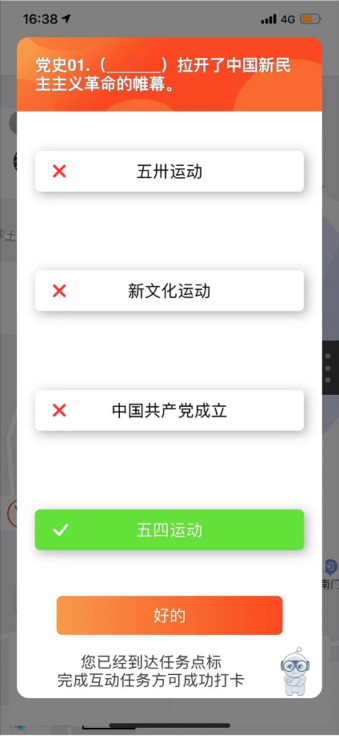 16:38
4G
党史01.（______）拉开了中国新民
主主义革命的帷幕。
五卅运动
新文化运动
中国共产党成立
五四运动
好的
您已经到达任务点标
完成互动任务方可成功打卡
南门